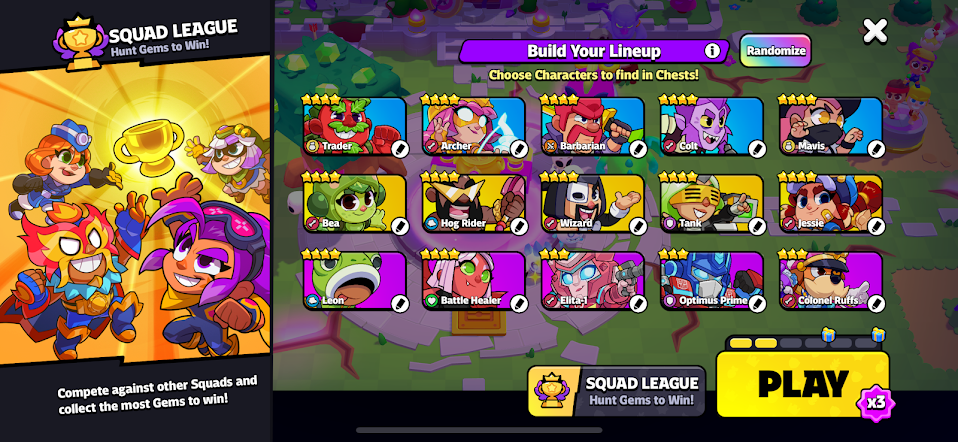 SQUAD LEAGUE
Hunt Gems to Win!
Build Your Lineup
i
Randomize
Choose Characters to find in Chests!
Trader
Archer
Barbarian
Colt
Mavis
Bea
Hog Rider
Wizard
Tank
Jessie
Leon
Battle Healer
Elita-1
Optimus Prime
Colonel Ruffs
Compete against other Squads and
collect the most Gems to win!
SQUAD LEAGUE
Hunt Gems to Win!
PLAY
x3